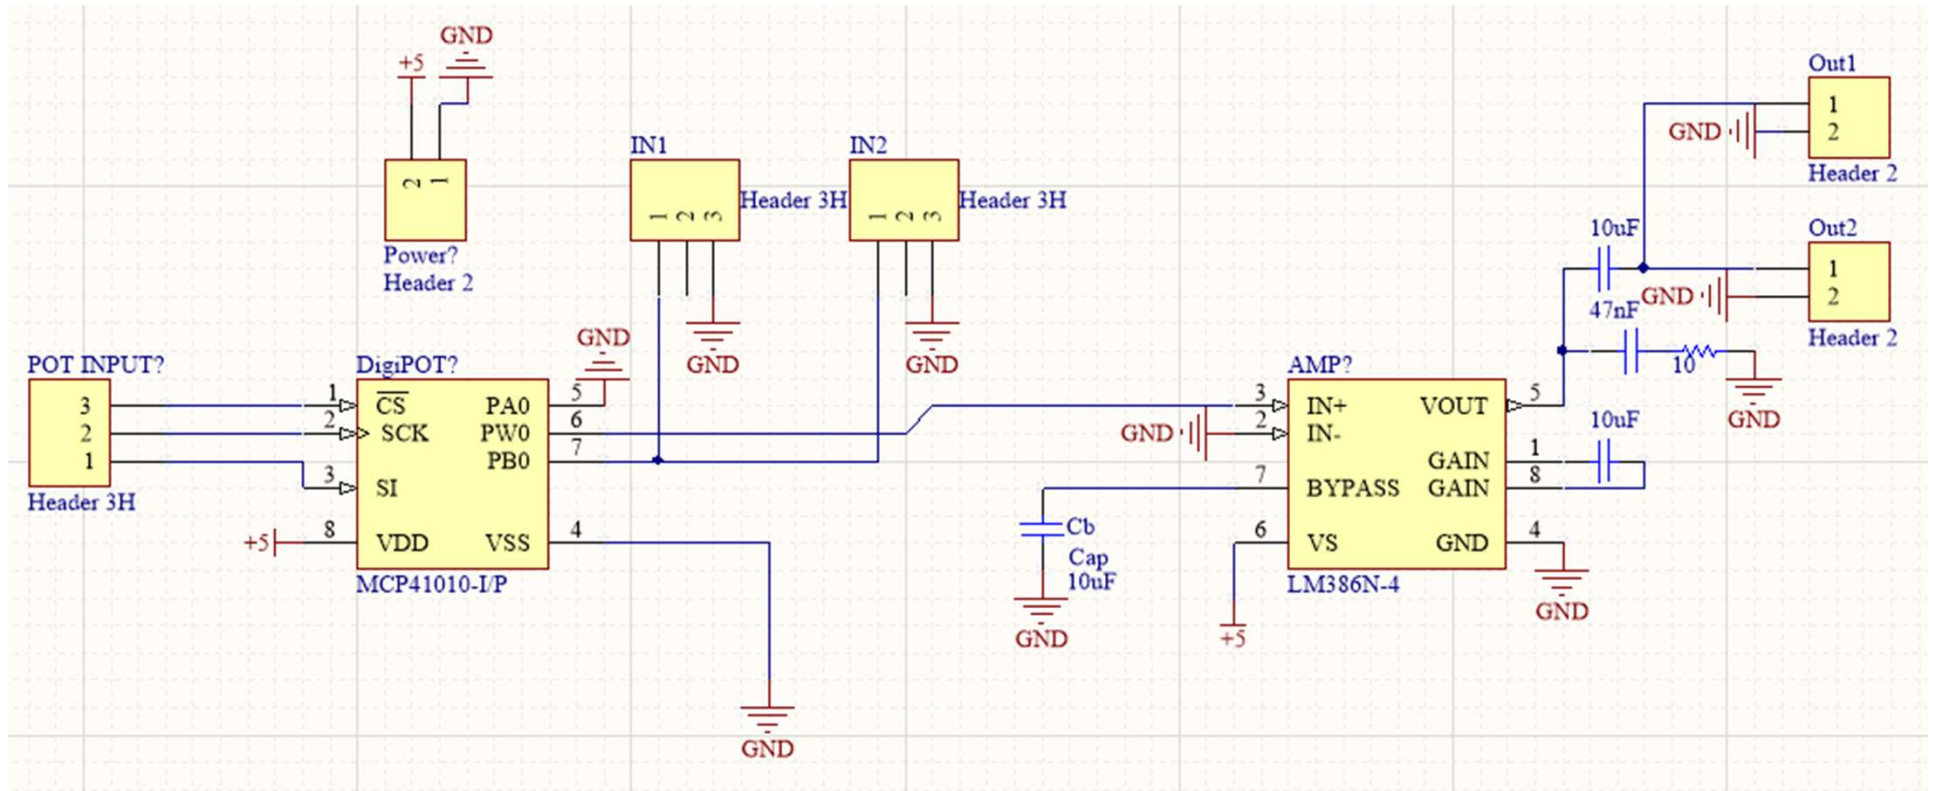 GND
+5
2 1
Power?
Header 2
IN1
1 2 3
Header 3H
GND
IN2
1 2 3
Header 3H
GND
POT INPUT?
3
2
1
Header 3H
DigiPOT?
1 CS
2 SCK
3 SI
+5 8 VDD
PA0 5
PW0 6
PB0 7
VSS 4
MCP41010-I/P
GND
GND
GND
Cb
Cap
10uF
GND
AMP?
3 IN+
2 IN-
7 BYPASS
6 VS
VOUT 5
GAIN 1
GAIN 8
GND 4
LM386N-4
+5
GND
10uF
47nF
10
GND
10uF
Out1
1
2
GND
Header 2
Out2
1
2
GND
Header 2